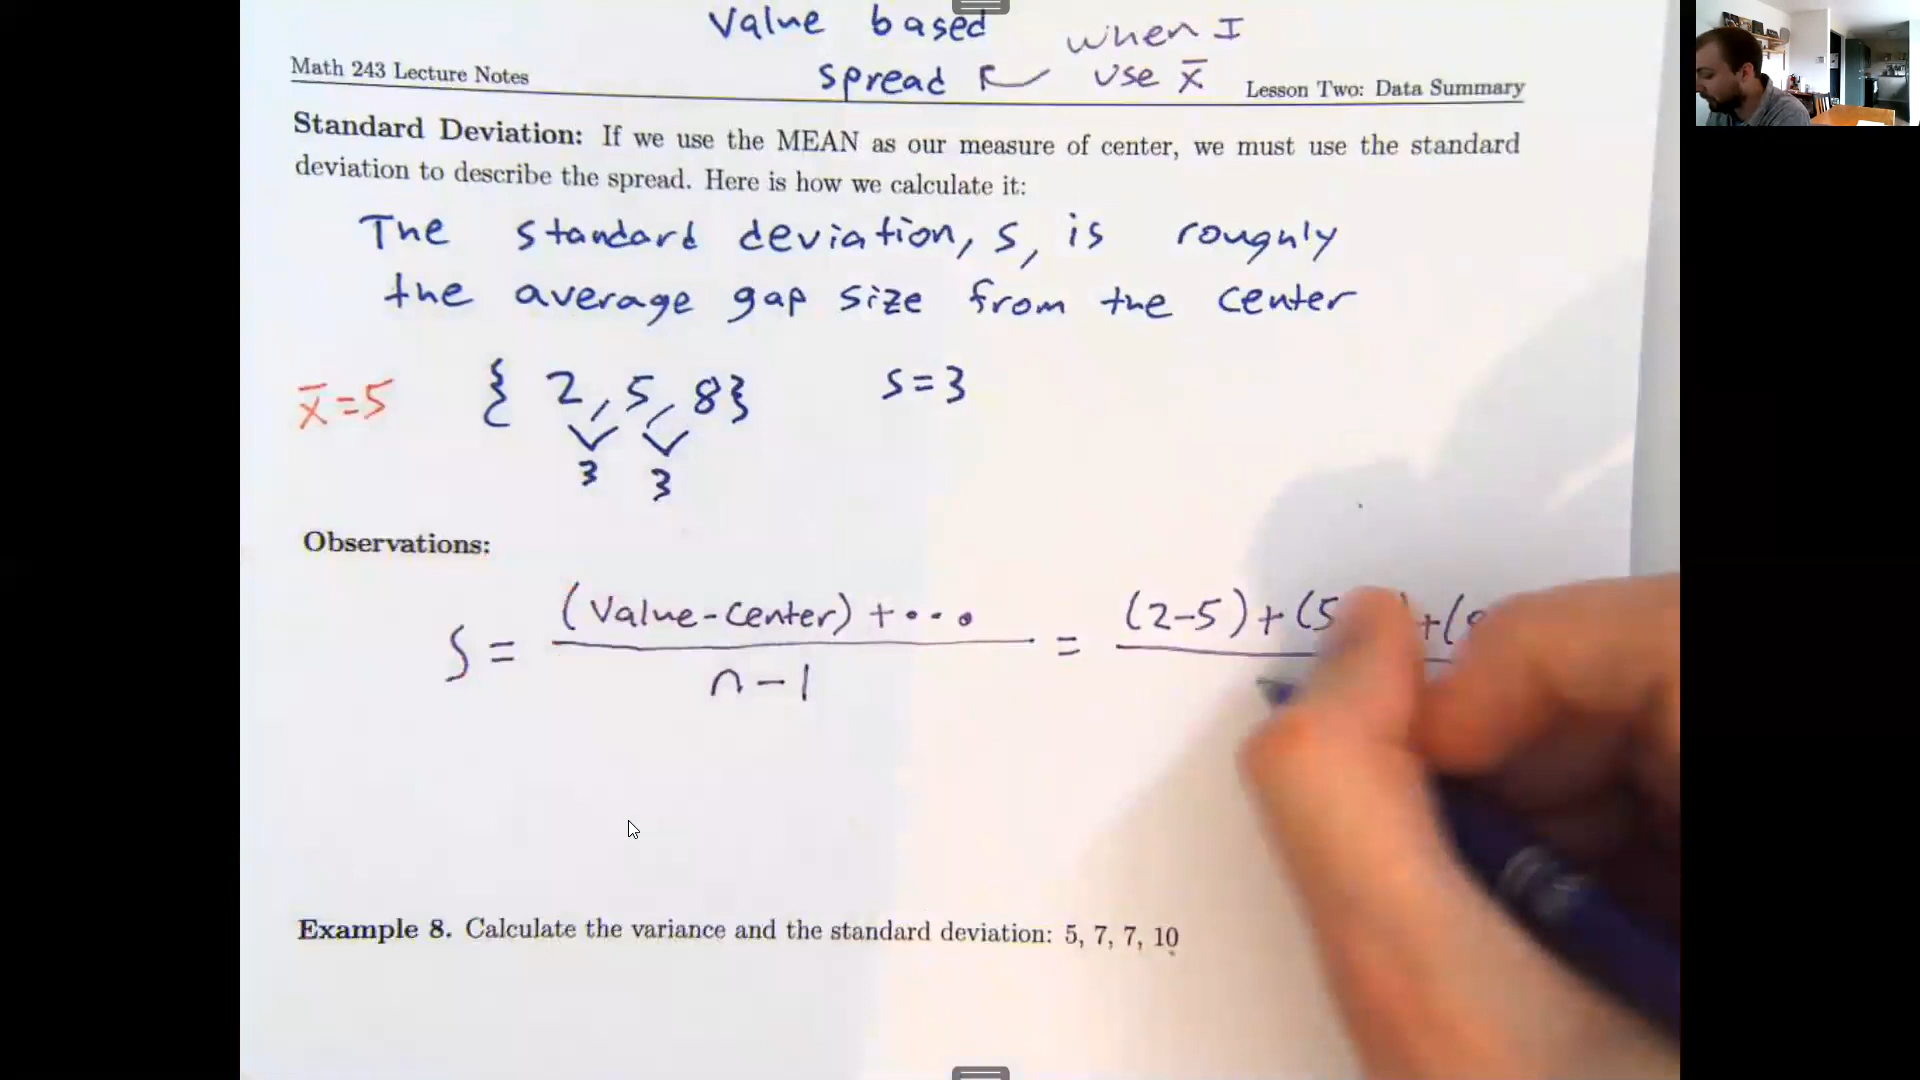 Value based
when I
spread
use x̄
Math 243 Lecture Notes
Lesson Two: Data Summary
Standard Deviation: If we use the MEAN as our measure of center, we must use the standard
deviation to describe the spread. Here is how we calculate it:
The standard deviation, s, is roughly
the average gap size from the center
x̄=5 { 2, 5, 8} s=3
3 3
Observations:
S = (Value-center) +••• / n-1 = (2-5)+(5 )+(
Example 8. Calculate the variance and the standard deviation: 5, 7, 7, 10